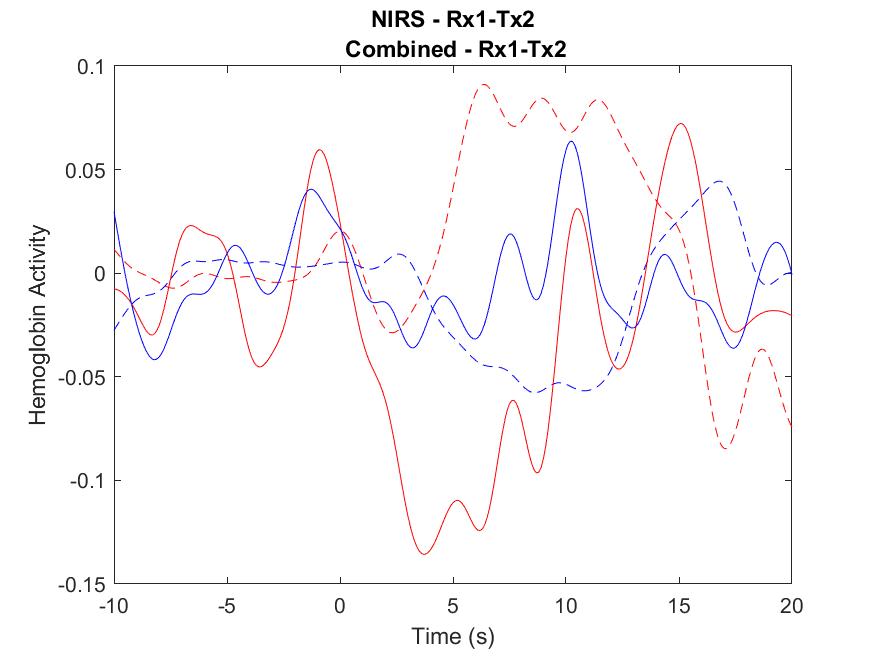 NIRS - Rx1-Tx2
Combined - Rx1-Tx2
0.1
0.05
0
-0.05
-0.1
-0.15
Hemoglobin Activity
-10 -5 0 5 10 15 20
Time (s)